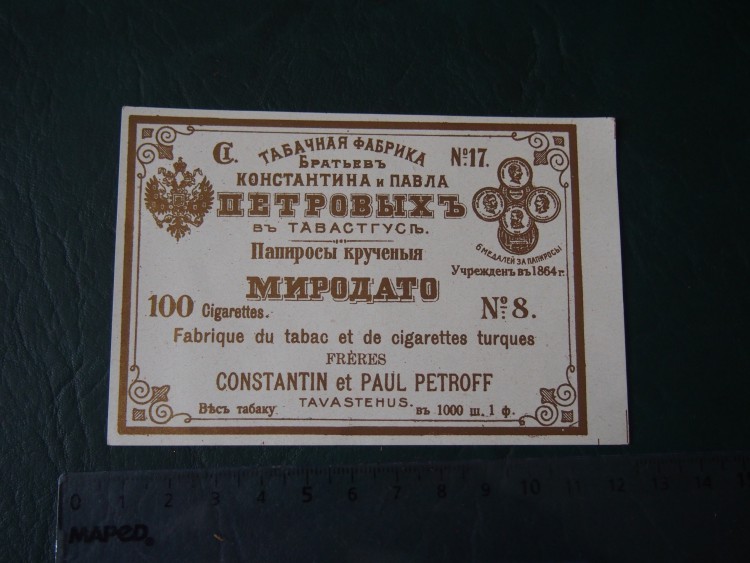 СІ. ТАБАЧНАЯ ФАБРИКА №17.
БРАТЬЕВЪ
КОНСТАНТИНА и ПАВЛА
ПЕТРОВЫХЪ
ВЪ ТАВАСТГУСѢ.
6 МЕДАЛЕЙ ЗА ПАПИРОСЫ
Папиросы крученыя
Учрежденъ въ 1864 г.
МИРОДАТО
100 Cigarettes. №8.
Fabrique du tabac et de cigarettes turques
FRÈRES
CONSTANTIN et PAUL PETROFF
TAVASTEHUS.
Вѣсъ табаку въ 1000 ш. 1 ф.
0 1 2 3 4 5 6 7 8 9 10 11 12 13 14
MAPED.